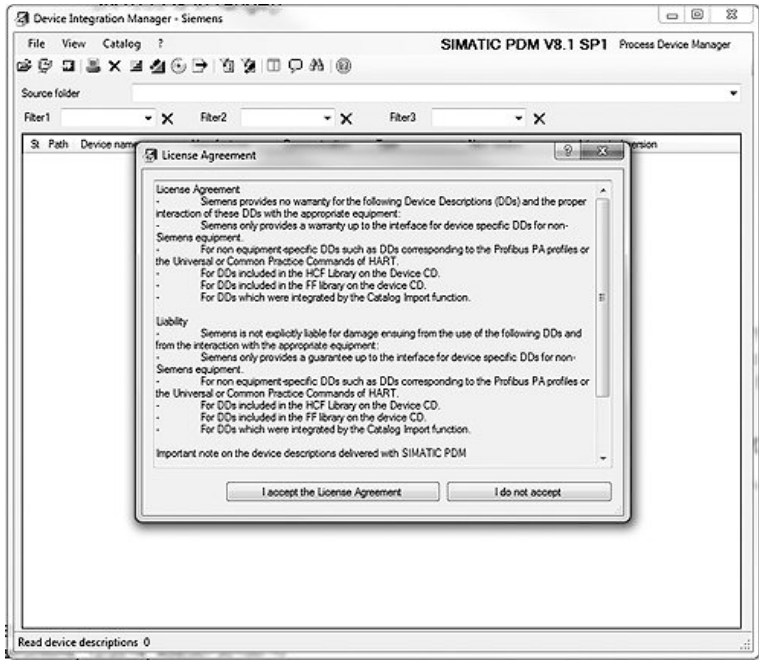 Device Integration Manager - Siemens
File View Catalog ?
SIMATIC PDM V8.1 SP1 Process Device Manager
Source folder
Filter1 Filter2 Filter3
St Path Device name
License Agreement
License Agreement
- Siemens provides no warranty for the following Device Descriptions (DDs) and the proper
interaction of these DDs with the appropriate equipment:
- Siemens only provides a warranty up to the interface for device specific DDs for non-
Siemens equipment.
- For non equipment-specific DDs such as DDs corresponding to the Profibus PA profiles or
the Universal or Common Practice Commands of HART.
- For DDs included in the HCF Library on the Device CD.
- For DDs included in the FF library on the device CD.
- For DDs which were integrated by the Catalog Import function.
Liability
- Siemens is not explicitly liable for damage ensuing from the use of the following DDs and
from the interaction with the appropriate equipment:
- Siemens only provides a guarantee up to the interface for device specific DDs for non-
Siemens equipment.
- For non equipment-specific DDs such as DDs corresponding to the Profibus PA profiles or
the Universal or Common Practice Commands of HART.
- For DDs included in the HCF Library on the Device CD.
- For DDs included in the FF library on the device CD.
- For DDs which were integrated by the Catalog Import function.
Important note on the device descriptions delivered with SIMATIC PDM
I accept the License Agreement I do not accept
Read device descriptions 0